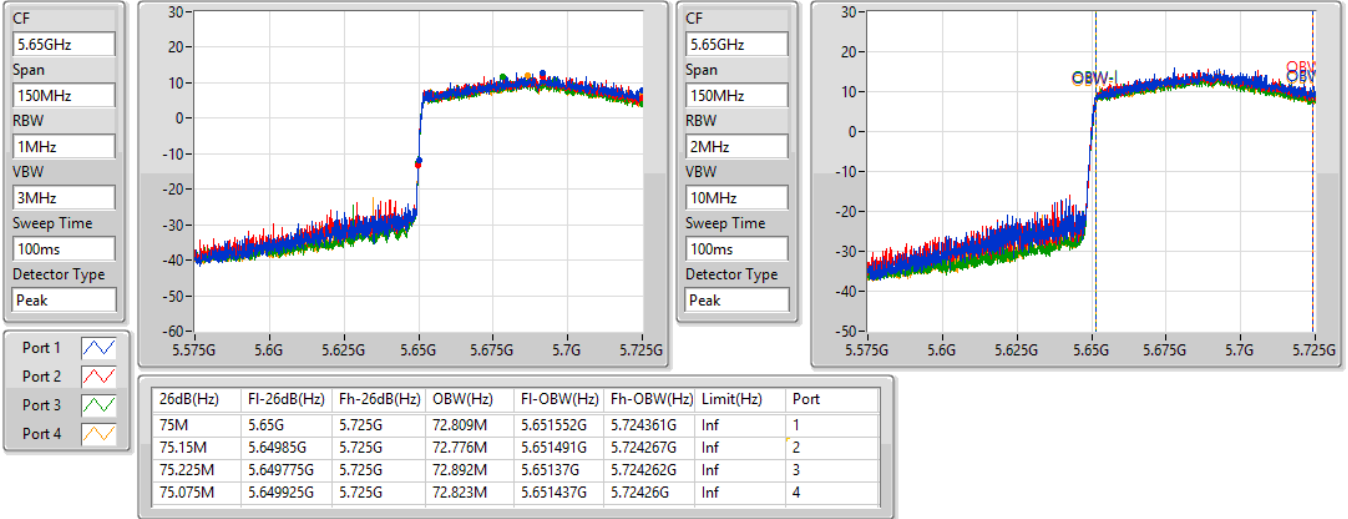 CF
5.65GHz
Span
150MHz
RBW
1MHz
VBW
3MHz
Sweep Time
100ms
Detector Type
Peak
30
20
10
0
-10
-20
-30
-40
-50
-60
5.575G 5.6G 5.625G 5.65G 5.675G 5.7G 5.725G
CF
5.65GHz
Span
150MHz
RBW
2MHz
VBW
10MHz
Sweep Time
100ms
Detector Type
Peak
30
20
10
0
-10
-20
-30
-40
-50
OBW-l
OBW
OBW
5.575G 5.6G 5.625G 5.65G 5.675G 5.7G 5.725G
Port 1
Port 2
Port 3
Port 4
26dB(Hz) Fl-26dB(Hz) Fh-26dB(Hz) OBW(Hz) Fl-OBW(Hz) Fh-OBW(Hz) Limit(Hz) Port
75M 5.65G 5.725G 72.809M 5.651552G 5.724361G Inf 1
75.15M 5.64985G 5.725G 72.776M 5.651491G 5.724267G Inf 2
75.225M 5.649775G 5.725G 72.892M 5.65137G 5.724262G Inf 3
75.075M 5.649925G 5.725G 72.823M 5.651437G 5.72426G Inf 4